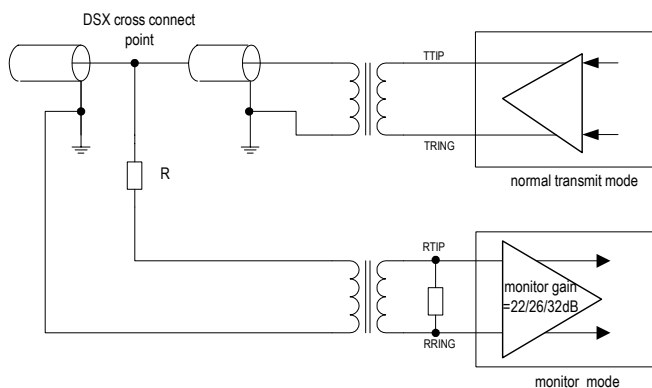 DSX cross connect
point
TTIP
TRING
normal transmit mode
R
RTIP
monitor gain
=22/26/32dB
RRING
monitor mode